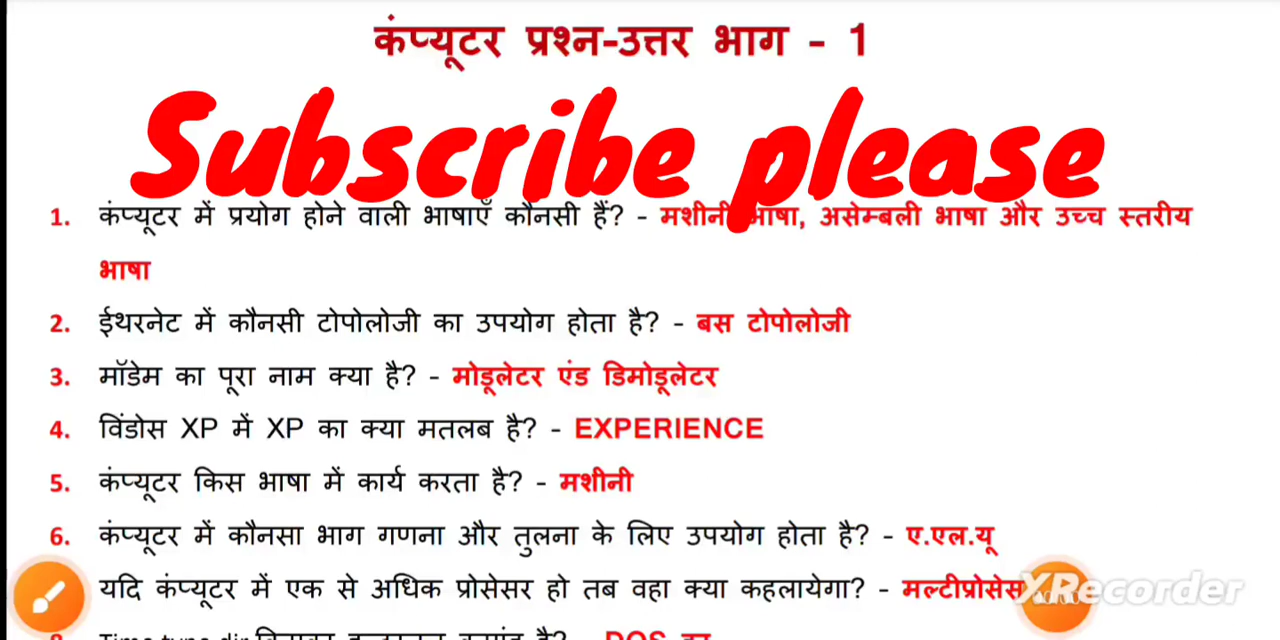 कंप्यूटर प्रश्न-उत्तर भाग - 1
Subscribe please
1. कंप्यूटर में प्रयोग होने वाली भाषाएँ कौनसी हैं? - मशीनी भाषा, असेम्बली भाषा और उच्च स्तरीय
भाषा
2. ईथरनेट में कौनसी टोपोलोजी का उपयोग होता है? - बस टोपोलोजी
3. मॉडेम का पूरा नाम क्या है? - मोडूलेटर एंड डिमोडूलेटर
4. विंडोस XP में XP का क्या मतलब है? - EXPERIENCE
5. कंप्यूटर किस भाषा में कार्य करता है? - मशीनी
6. कंप्यूटर में कौनसा भाग गणना और तुलना के लिए उपयोग होता है? - ए.एल.यू
यदि कंप्यूटर में एक से अधिक प्रोसेसर हो तब वहा क्या कहलायेगा? - मल्टीप्रोसेस
XRecorder